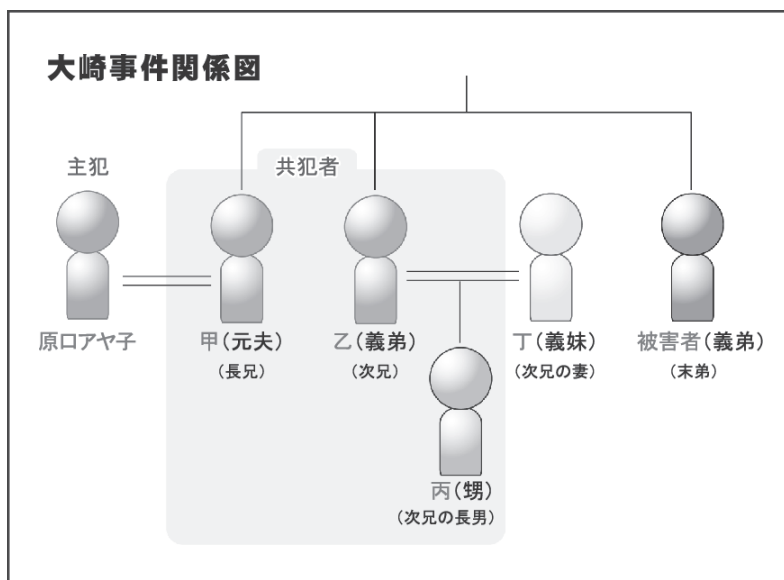 大崎事件関係図
主犯
共犯者
原口アヤ子
甲(元夫)
(長兄)
乙(義弟)
(次兄)
丁(義妹)
(次兄の妻)
被害者(義弟)
(末弟)
丙(甥)
(次兄の長男)